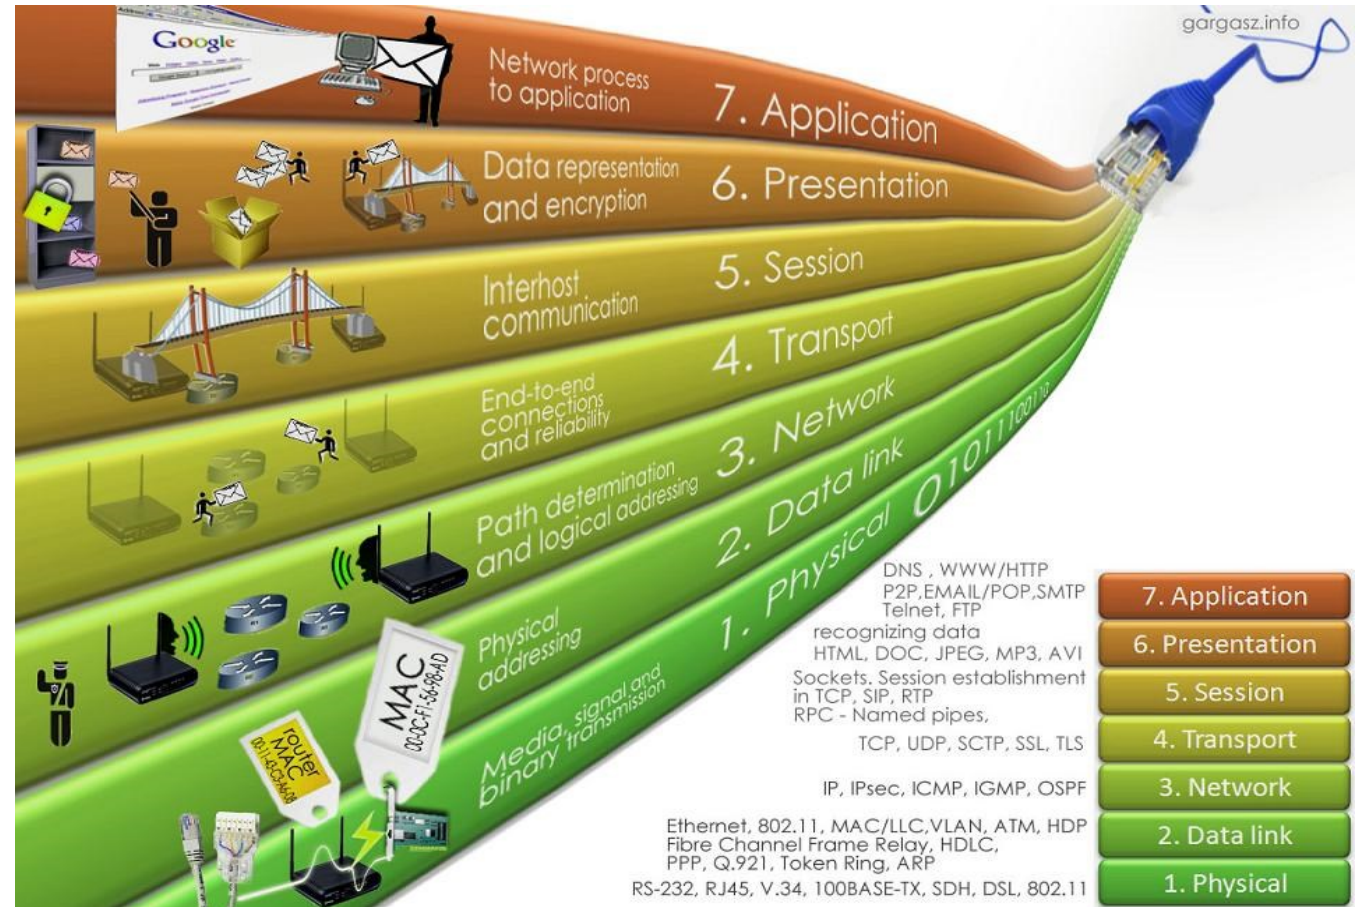 gargasz.info
Address
Google
Network process
to application
7. Application
Data representation
and encryption
6. Presentation
Interhost
communication
5. Session
End-to-end
connections
and reliability
4. Transport
Path determination
and logical addressing
3. Network
Physical
addressing
2. Data link
Media, signal and
binary transmission
1. Physical
MAC
00-0C-F1-56-98-AD
router
MAC
DNS , WWW/HTTP
P2P,EMAIL/POP,SMTP
Telnet, FTP
7. Application
recognizing data
HTML, DOC, JPEG, MP3, AVI
6. Presentation
Sockets. Session establishment
in TCP, SIP, RTP
RPC - Named pipes,
5. Session
TCP, UDP, SCTP, SSL, TLS
4. Transport
IP, IPsec, ICMP, IGMP, OSPF
3. Network
Ethernet, 802.11, MAC/LLC,VLAN, ATM, HDP
Fibre Channel Frame Relay, HDLC,
PPP, Q.921, Token Ring, ARP
2. Data link
RS-232, RJ45, V.34, 100BASE-TX, SDH, DSL, 802.11
1. Physical